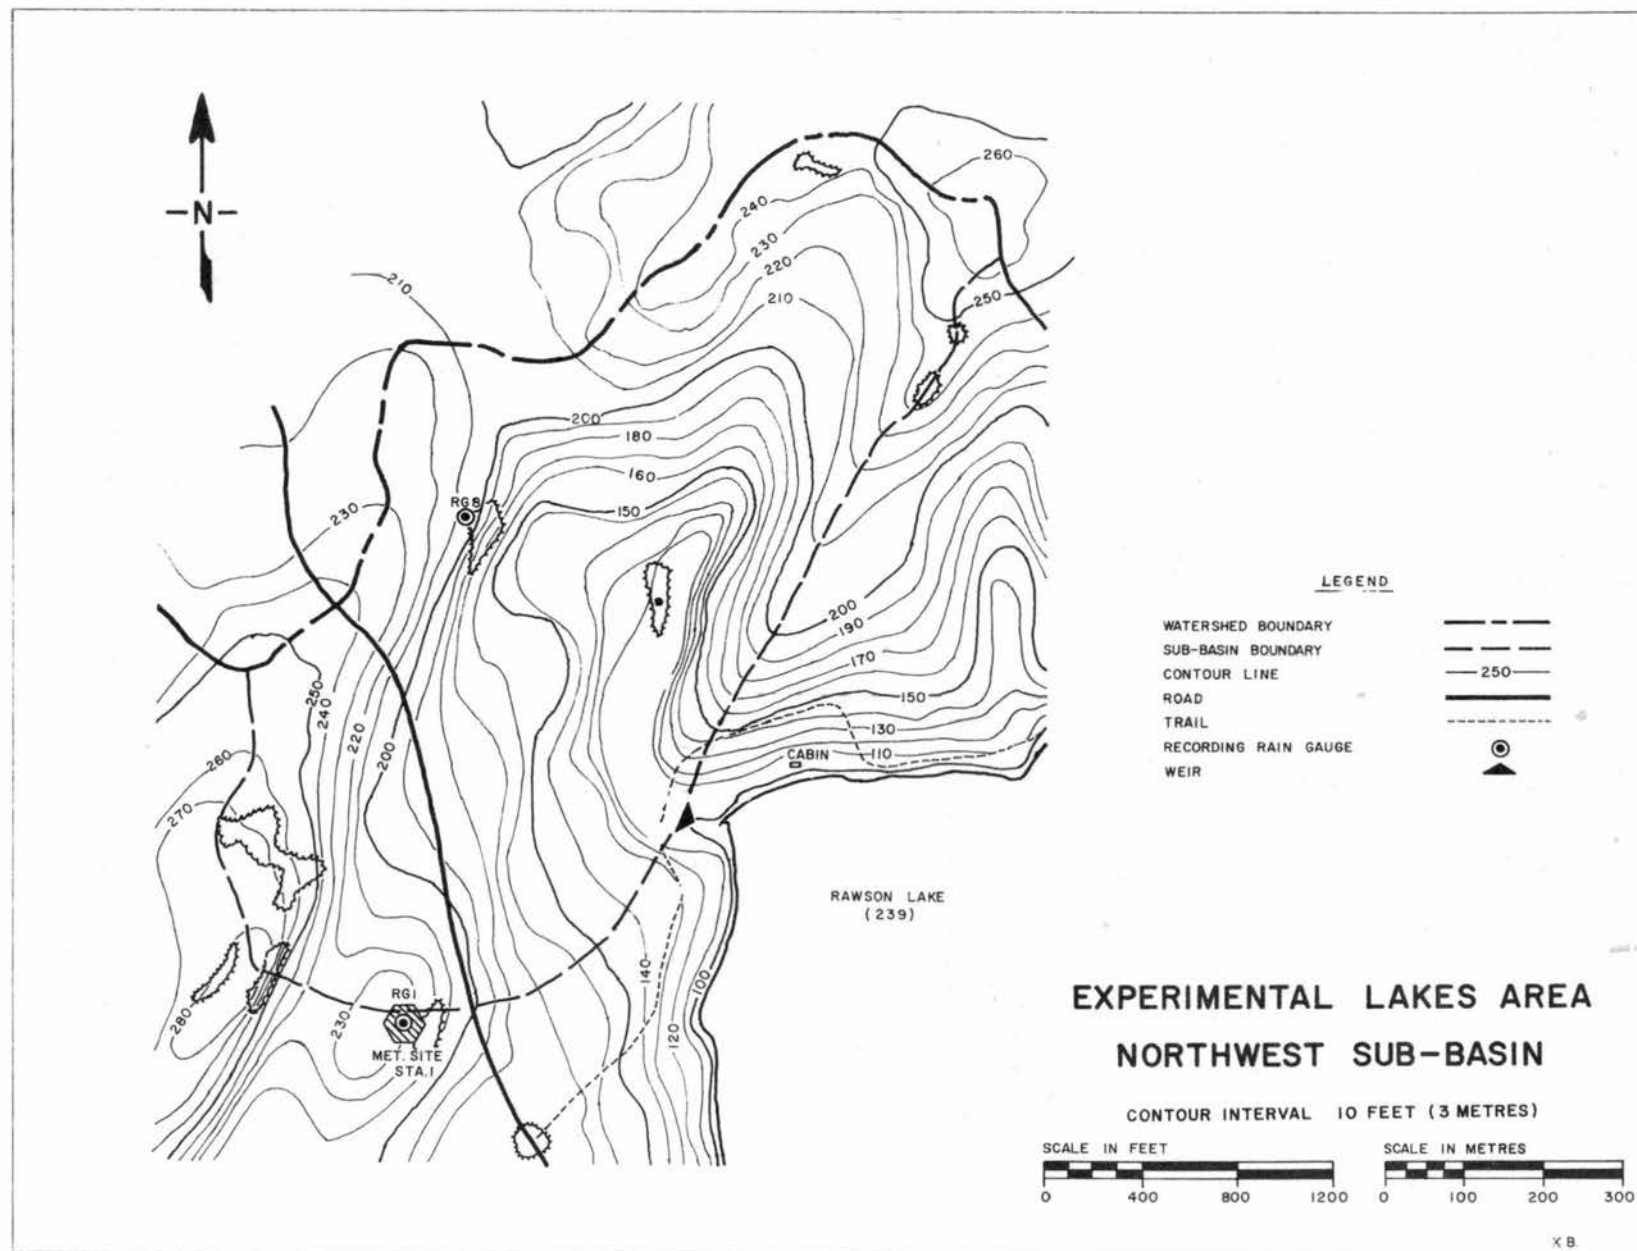 N
260
240
230
220
210
250
210
200
180
160
150
RG8
230
200
190
170
150
130
CABIN
110
250
240
220
200
260
270
280
RG1
230
MET. SITE
STA. 1
140
100
120
RAWSON LAKE
(239)
LEGEND
WATERSHED BOUNDARY
SUB-BASIN BOUNDARY
CONTOUR LINE 250
ROAD
TRAIL
RECORDING RAIN GAUGE
WEIR
EXPERIMENTAL LAKES AREA
NORTHWEST SUB-BASIN
CONTOUR INTERVAL 10 FEET (3 METRES)
SCALE IN FEET
0 400 800 1200
SCALE IN METRES
0 100 200 300